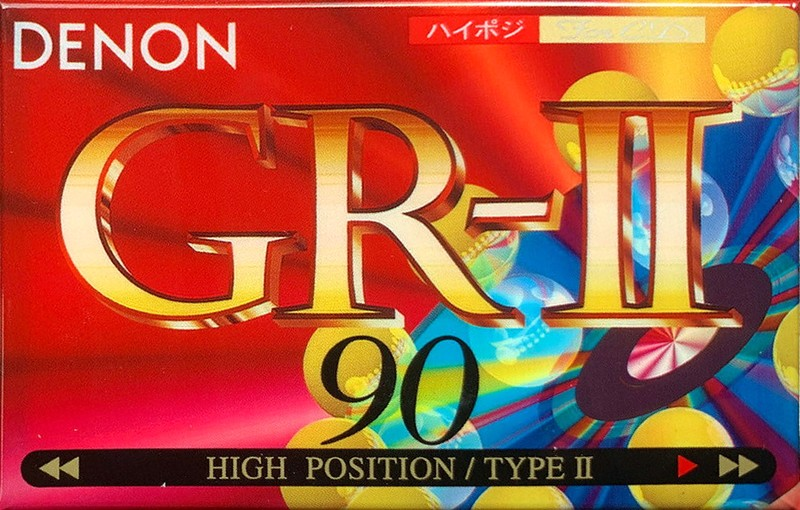 DENON
ハイポジ
GR-II
90
HIGH POSITION / TYPE II